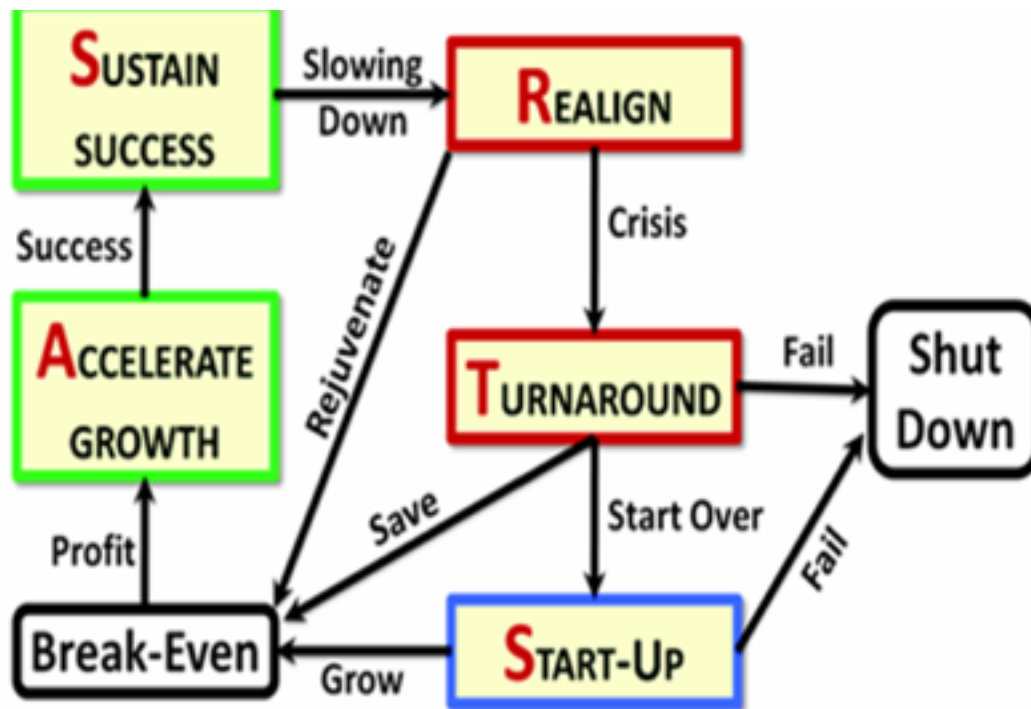 SUSTAIN
SUCCESS
Slowing
Down
REALIGN
Success
Rejuvenate
Crisis
ACCELERATE
GROWTH
TURNAROUND
Fail
Shut
Down
Profit
Save
Start Over
Fail
Break-Even
Grow
START-UP